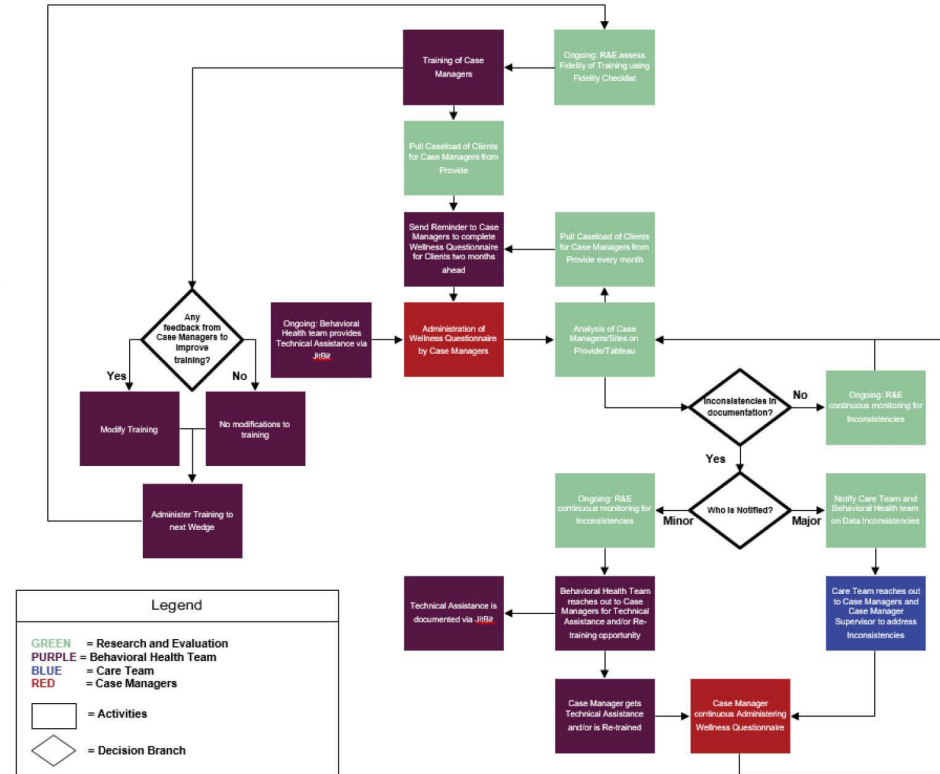 Training of Case
Managers
Ongoing: R&E assess
Fidelity of Training using
Fidelity Checklist
Pull Caseload of Clients
for Case Managers from
Provide
Send Reminder to Case
Managers to complete
Wellness Questionnaire
for Clients two months
ahead
Pull Caseload of Clients
for Case Managers from
Provide every month
Any
feedback from
Case Managers to
improve
training?
Yes
No
Ongoing: Behavioral
Health team provides
Technical Assistance via
JitBit
Administration of
Wellness Questionnaire
by Case Managers
Analysis of Case
Managers/Sites on
Provide/Tableau
Modify Training
No modifications to
training
Administer Training to
next Wedge
Inconsistencies in
documentation?
No
Ongoing: R&E
continuous monitoring for
Inconsistencies
Yes
Ongoing: R&E
continuous monitoring for
Inconsistencies
Minor
Who Is Notified?
Major
Notify Care Team and
Behavioral Health team
on Data Inconsistencies
Technical Assistance is
documented via JitBit
Behavioral Health Team
reaches out to Case
Managers for Technical
Assistance and/or Re-
training opportunity
Care Team reaches out
to Case Managers and
Case Manager
Supervisor to address
Inconsistencies
Case Manager gets
Technical Assistance
and/or is Re-trained
Case Manager
continuous Administering
Wellness Questionnaire
Legend
GREEN = Research and Evaluation
PURPLE = Behavioral Health Team
BLUE = Care Team
RED = Case Managers
= Activities
= Decision Branch